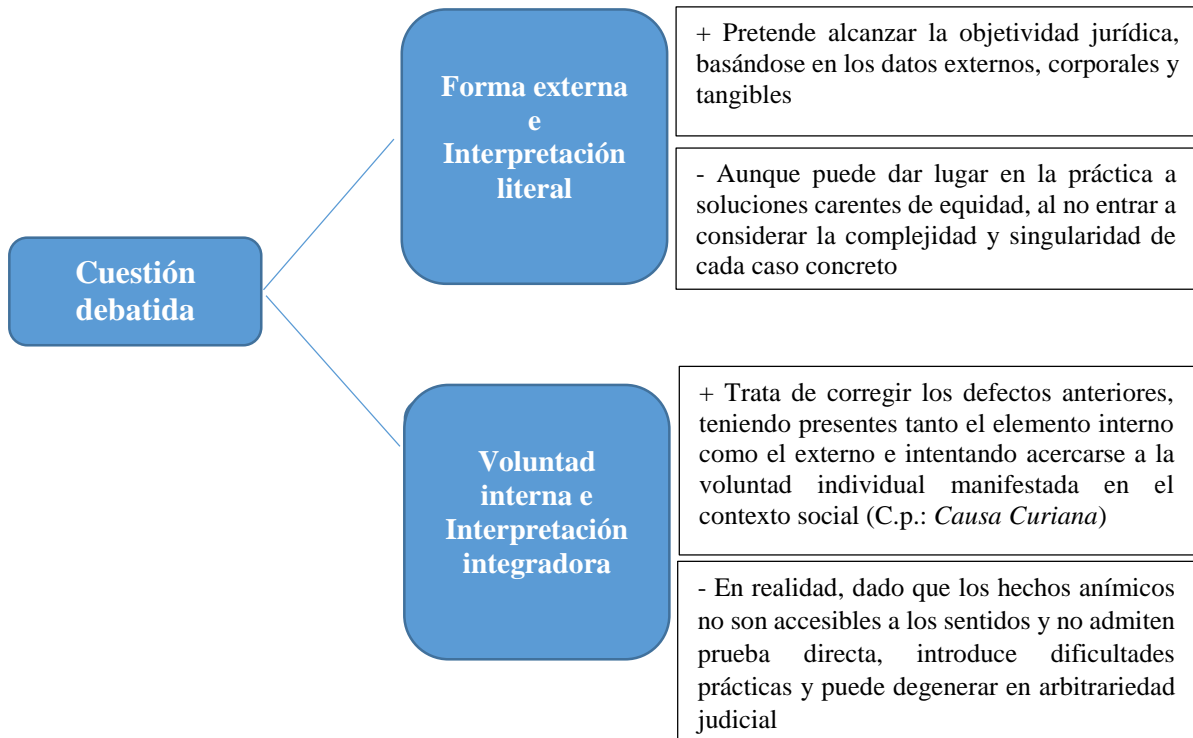 Cuestión
debatida
Forma externa
e
Interpretación
literal
+ Pretende alcanzar la objetividad jurídica,
basándose en los datos externos, corporales y
tangibles
- Aunque puede dar lugar en la práctica a
soluciones carentes de equidad, al no entrar a
considerar la complejidad y singularidad de
cada caso concreto
Voluntad
interna e
Interpretación
integradora
+ Trata de corregir los defectos anteriores,
teniendo presentes tanto el elemento interno
como el externo e intentando acercarse a la
voluntad individual manifestada en el
contexto social (C.p.: Causa Curiana)
- En realidad, dado que los hechos anímicos
no son accesibles a los sentidos y no admiten
prueba directa, introduce dificultades
prácticas y puede degenerar en arbitrariedad
judicial